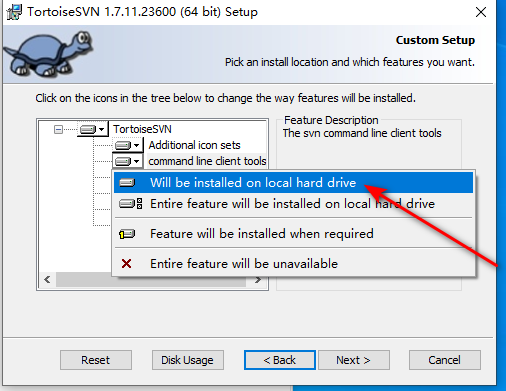 TortoiseSVN 1.7.11.23600 (64 bit) Setup
Custom Setup
Pick an install location and which features you want.
Click on the icons in the tree below to change the way features will be installed.
TortoiseSVN
Additional icon sets
command line client tools
Feature Description
The svn command line client tools
Will be installed on local hard drive
Entire feature will be installed on local hard drive
Feature will be installed when required
Entire feature will be unavailable
Reset
Disk Usage
< Back
Next >
Cancel